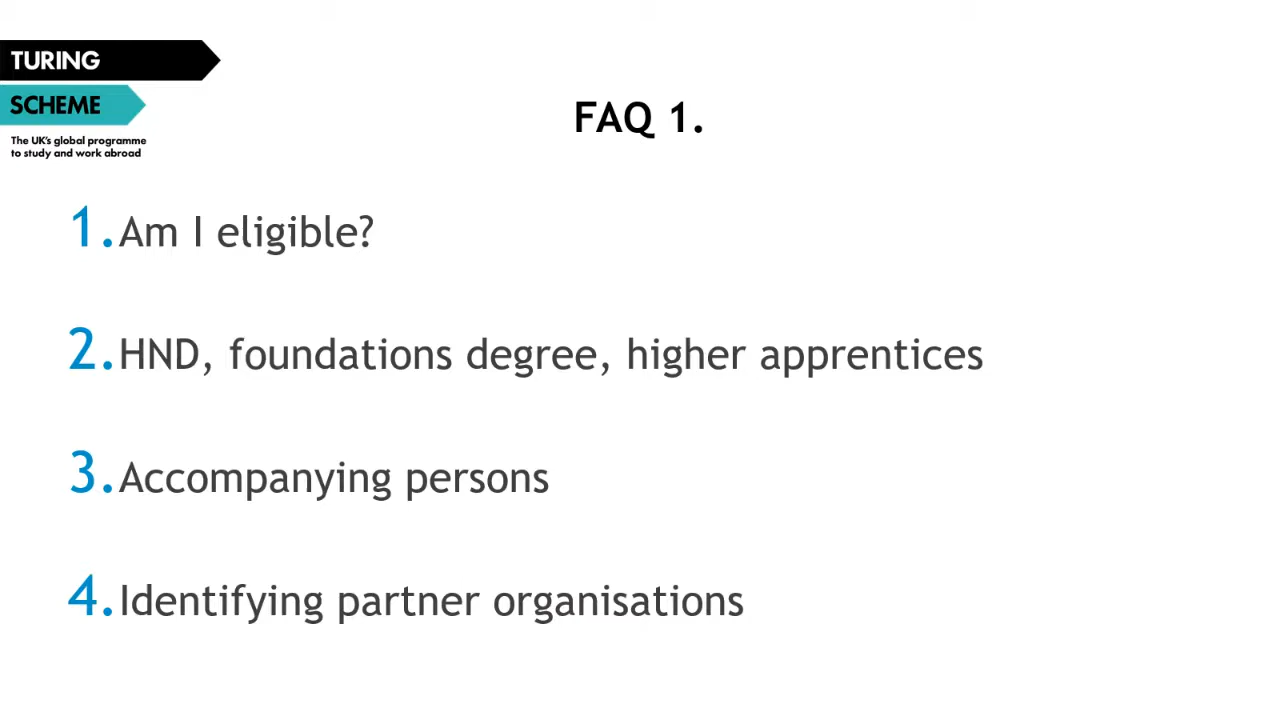 TURING
SCHEME
The UK's global programme
to study and work abroad
FAQ 1.
1. Am I eligible?
2. HND, foundations degree, higher apprentices
3. Accompanying persons
4. Identifying partner organisations